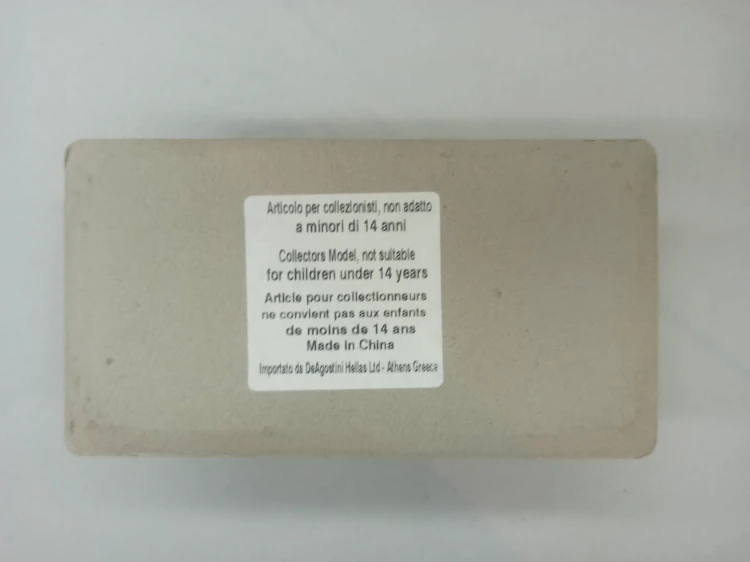 Articolo per collezionisti, non adatto
a minori di 14 anni
Collectors Model, not suitable
for children under 14 years
Article pour collectionneurs
ne convient pas aux enfants
de moins de 14 ans
Made in China
Importato da DeAgostini Hellas Ltd - Athens Greece